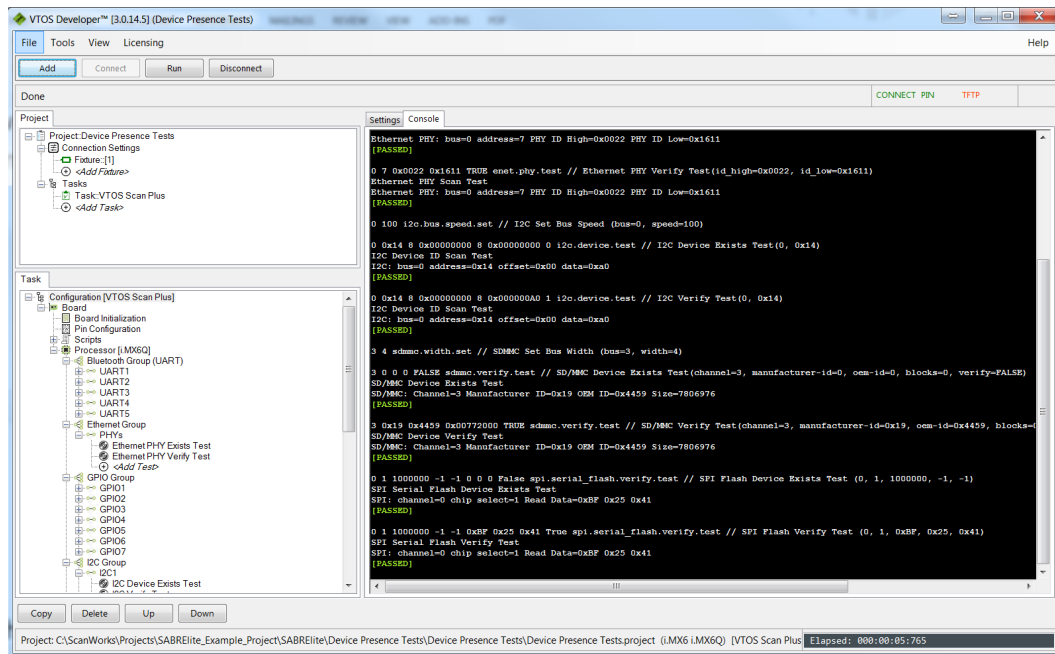 VTOS Developer™ [3.0.14.5] (Device Presence Tests)
File Tools View Licensing Help
Add Connect Run Disconnect
Done CONNECT PIN TFTP
Project
Project:Device Presence Tests
Connection Settings
Fixture::[1]
<Add Fixture>
Tasks
Task:VTOS Scan Plus
<Add Task>
Task
Configuration [VTOS Scan Plus]
Board
Board Initialization
Pin Configuration
Scripts
Processor [i.MX6Q]
Bluetooth Group (UART)
UART1
UART2
UART3
UART4
UART5
Ethernet Group
PHYs
Ethernet PHY Exists Test
Ethernet PHY Verify Test
<Add Test>
GPIO Group
GPIO1
GPIO2
GPIO3
GPIO4
GPIO5
GPIO6
GPIO7
I2C Group
I2C1
I2C Device Exists Test
Settings Console
Ethernet PHY: bus=0 address=7 PHY ID High=0x0022 PHY ID Low=0x1611
[PASSED]
0 7 0x0022 0x1611 TRUE enet.phy.test // Ethernet PHY Verify Test(id_high=0x0022, id_low=0x1611)
Ethernet PHY Scan Test
Ethernet PHY: bus=0 address=7 PHY ID High=0x0022 PHY ID Low=0x1611
[PASSED]
0 100 i2c.bus.speed.set // I2C Set Bus Speed (bus=0, speed=100)
0 0x14 8 0x00000000 8 0x00000000 0 i2c.device.test // I2C Device Exists Test(0, 0x14)
I2C Device ID Scan Test
I2C: bus=0 address=0x14 offset=0x00 data=0xa0
[PASSED]
0 0x14 8 0x00000000 8 0x000000A0 1 i2c.device.test // I2C Verify Test(0, 0x14)
I2C Device ID Scan Test
I2C: bus=0 address=0x14 offset=0x00 data=0xa0
[PASSED]
3 4 sdmmc.width.set // SDMMC Set Bus Width (bus=3, width=4)
3 0 0 0 FALSE sdmmc.verify.test // SD/MMC Device Exists Test(channel=3, manufacturer-id=0, oem-id=0, blocks=0, verify=FALSE)
SD/MMC Device Exists Test
SD/MMC: Channel=3 Manufacturer ID=0x19 OEM ID=0x4459 Size=7806976
[PASSED]
3 0x19 0x4459 0x00772000 TRUE sdmmc.verify.test // SD/MMC Verify Test(channel=3, manufacturer-id=0x19, oem-id=0x4459, blocks=
SD/MMC Device Verify Test
SD/MMC: Channel=3 Manufacturer ID=0x19 OEM ID=0x4459 Size=7806976
[PASSED]
0 1 1000000 -1 -1 0 0 0 False spi.serial_flash.verify.test // SPI Flash Device Exists Test (0, 1, 1000000, -1, -1)
SPI Serial Flash Device Exists Test
SPI: channel=0 chip select=1 Read Data=0xBF 0x25 0x41
[PASSED]
0 1 1000000 -1 -1 0xBF 0x25 0x41 True spi.serial_flash.verify.test // SPI Flash Verify Test (0, 1, 0xBF, 0x25, 0x41)
SPI Serial Flash Verify Test
SPI: channel=0 chip select=1 Read Data=0xBF 0x25 0x41
[PASSED]
Copy Delete Up Down
Project: C:\ScanWorks\Projects\SABRElite_Example_Project\SABRElite\Device Presence Tests\Device Presence Tests\Device Presence Tests.project (i.MX6 i.MX6Q) [VTOS Scan Plus Elapsed: 000:00:05:765